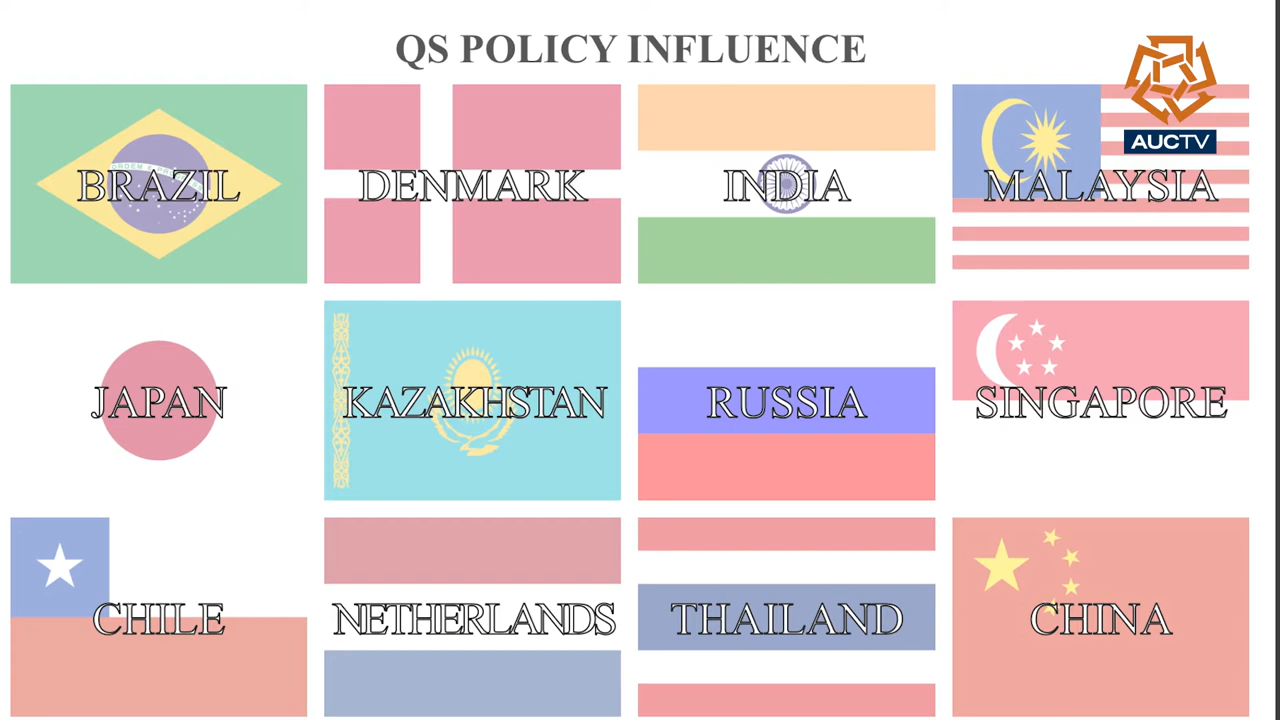 QS POLICY INFLUENCE
AUCTV
BRAZIL
DENMARK
INDIA
MALAYSIA
JAPAN
KAZAKHSTAN
RUSSIA
SINGAPORE
CHILE
NETHERLANDS
THAILAND
CHINA